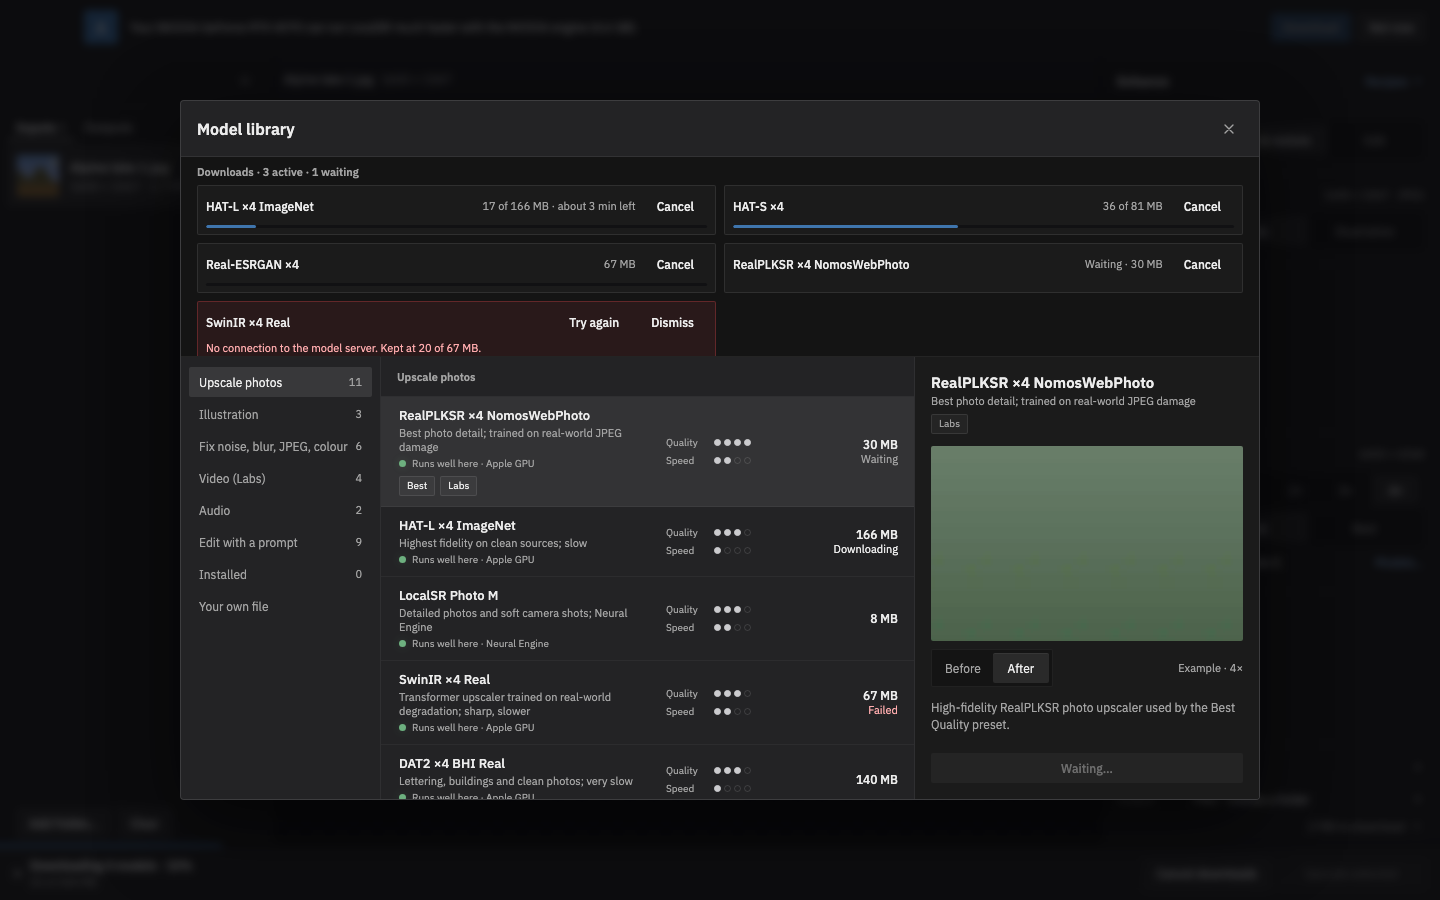 Model library
Downloads · 3 active · 1 waiting
HAT-L ×4 ImageNet
17 of 166 MB · about 3 min left
Cancel
HAT-S ×4
36 of 81 MB
Cancel
Real-ESRGAN ×4
67 MB
Cancel
RealPLKSR ×4 NomosWebPhoto
Waiting · 30 MB
Cancel
SwinIR ×4 Real
Try again
Dismiss
No connection to the model server. Kept at 20 of 67 MB.
Upscale photos 11
Illustration 3
Fix noise, blur, JPEG, colour 6
Video (Labs) 4
Audio 2
Edit with a prompt 9
Installed 0
Your own file
Upscale photos
RealPLKSR ×4 NomosWebPhoto
Best photo detail; trained on real-world JPEG
damage
Runs well here · Apple GPU
Best
Labs
Quality
Speed
30 MB
Waiting
HAT-L ×4 ImageNet
Highest fidelity on clean sources; slow
Runs well here · Apple GPU
Quality
Speed
166 MB
Downloading
LocalSR Photo M
Detailed photos and soft camera shots; Neural
Engine
Runs well here · Neural Engine
Quality
Speed
8 MB
SwinIR ×4 Real
Transformer upscaler trained on real-world
degradation; sharp, slower
Runs well here · Apple GPU
Quality
Speed
67 MB
Failed
DAT2 ×4 BHI Real
Lettering, buildings and clean photos; very slow
Runs well here · Apple GPU
Quality
Speed
140 MB
RealPLKSR ×4 NomosWebPhoto
Best photo detail; trained on real-world JPEG damage
Labs
Before
After
Example · 4×
High-fidelity RealPLKSR photo upscaler used by the Best
Quality preset.
Waiting...